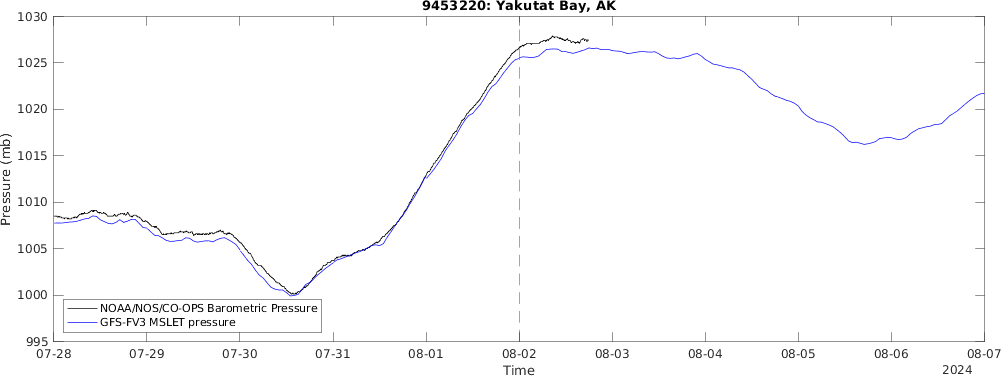 9453220: Yakutat Bay, AK
Pressure (mb)
1030
1025
1020
1015
1010
1005
1000
995
NOAA/NOS/CO-OPS Barometric Pressure
GFS-FV3 MSLET pressure
07-28 07-29 07-30 07-31 08-01 08-02 08-03 08-04 08-05 08-06 08-07
Time
2024